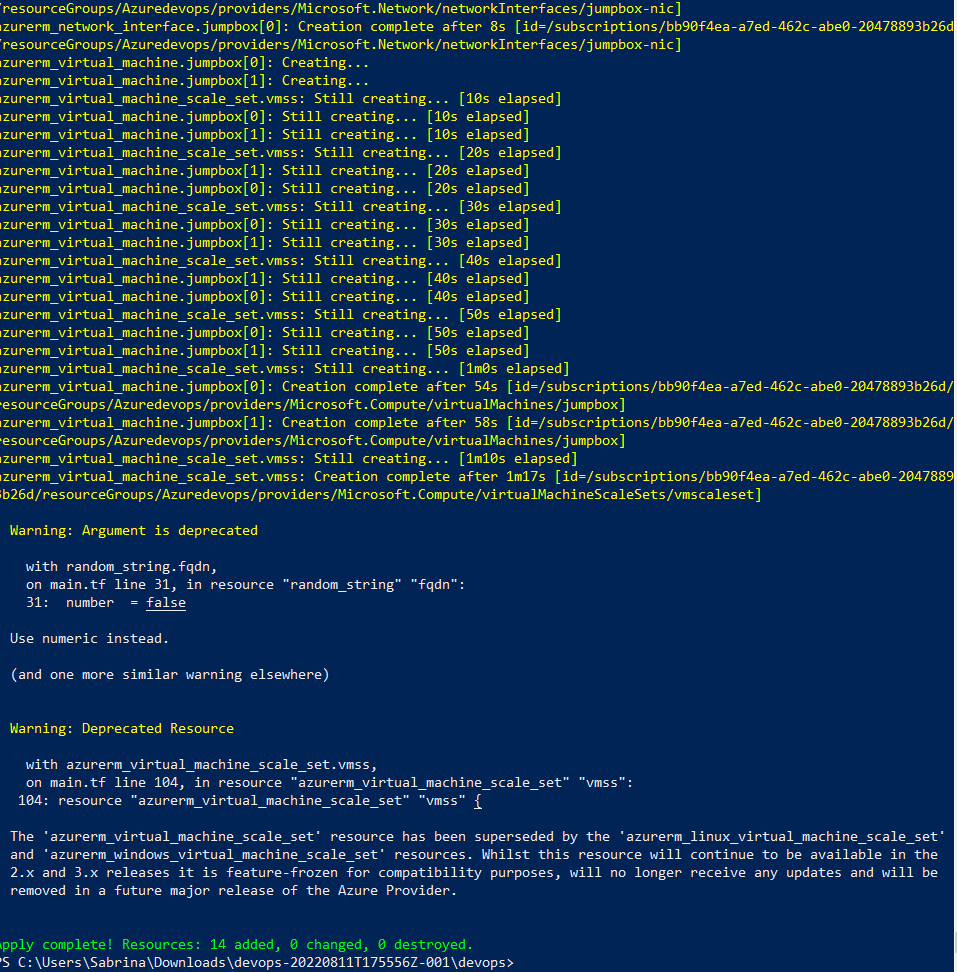 /resourceGroups/Azuredevops/providers/Microsoft.Network/networkInterfaces/jumpbox-nic]
azurerm_network_interface.jumpbox[0]: Creation complete after 8s [id=/subscriptions/bb90f4ea-a7ed-462c-abe0-20478893b26d
/resourceGroups/Azuredevops/providers/Microsoft.Network/networkInterfaces/jumpbox-nic]
azurerm_virtual_machine.jumpbox[0]: Creating...
azurerm_virtual_machine.jumpbox[1]: Creating...
azurerm_virtual_machine_scale_set.vmss: Still creating... [10s elapsed]
azurerm_virtual_machine.jumpbox[0]: Still creating... [10s elapsed]
azurerm_virtual_machine.jumpbox[1]: Still creating... [10s elapsed]
azurerm_virtual_machine_scale_set.vmss: Still creating... [20s elapsed]
azurerm_virtual_machine.jumpbox[1]: Still creating... [20s elapsed]
azurerm_virtual_machine.jumpbox[0]: Still creating... [20s elapsed]
azurerm_virtual_machine_scale_set.vmss: Still creating... [30s elapsed]
azurerm_virtual_machine.jumpbox[0]: Still creating... [30s elapsed]
azurerm_virtual_machine.jumpbox[1]: Still creating... [30s elapsed]
azurerm_virtual_machine_scale_set.vmss: Still creating... [40s elapsed]
azurerm_virtual_machine.jumpbox[1]: Still creating... [40s elapsed]
azurerm_virtual_machine.jumpbox[0]: Still creating... [40s elapsed]
azurerm_virtual_machine_scale_set.vmss: Still creating... [50s elapsed]
azurerm_virtual_machine.jumpbox[0]: Still creating... [50s elapsed]
azurerm_virtual_machine.jumpbox[1]: Still creating... [50s elapsed]
azurerm_virtual_machine_scale_set.vmss: Still creating... [1m0s elapsed]
azurerm_virtual_machine.jumpbox[0]: Creation complete after 54s [id=/subscriptions/bb90f4ea-a7ed-462c-abe0-20478893b26d/
resourceGroups/Azuredevops/providers/Microsoft.Compute/virtualMachines/jumpbox]
azurerm_virtual_machine.jumpbox[1]: Creation complete after 58s [id=/subscriptions/bb90f4ea-a7ed-462c-abe0-20478893b26d/
resourceGroups/Azuredevops/providers/Microsoft.Compute/virtualMachines/jumpbox]
azurerm_virtual_machine_scale_set.vmss: Still creating... [1m10s elapsed]
azurerm_virtual_machine_scale_set.vmss: Creation complete after 1m17s [id=/subscriptions/bb90f4ea-a7ed-462c-abe0-2047889
3b26d/resourceGroups/Azuredevops/providers/Microsoft.Compute/virtualMachineScaleSets/vmscaleset]
Warning: Argument is deprecated
with random_string.fqdn,
on main.tf line 31, in resource "random_string" "fqdn":
31:  number  = false
Use numeric instead.
(and one more similar warning elsewhere)
Warning: Deprecated Resource
with azurerm_virtual_machine_scale_set.vmss,
on main.tf line 104, in resource "azurerm_virtual_machine_scale_set" "vmss":
104: resource "azurerm_virtual_machine_scale_set" "vmss" {
The 'azurerm_virtual_machine_scale_set' resource has been superseded by the 'azurerm_linux_virtual_machine_scale_set'
and 'azurerm_windows_virtual_machine_scale_set' resources. Whilst this resource will continue to be available in the
2.x and 3.x releases it is feature-frozen for compatibility purposes, will no longer receive any updates and will be
removed in a future major release of the Azure Provider.
Apply complete! Resources: 14 added, 0 changed, 0 destroyed.
PS C:\Users\Sabrina\Downloads\devops-20220811T175556Z-001\devops>